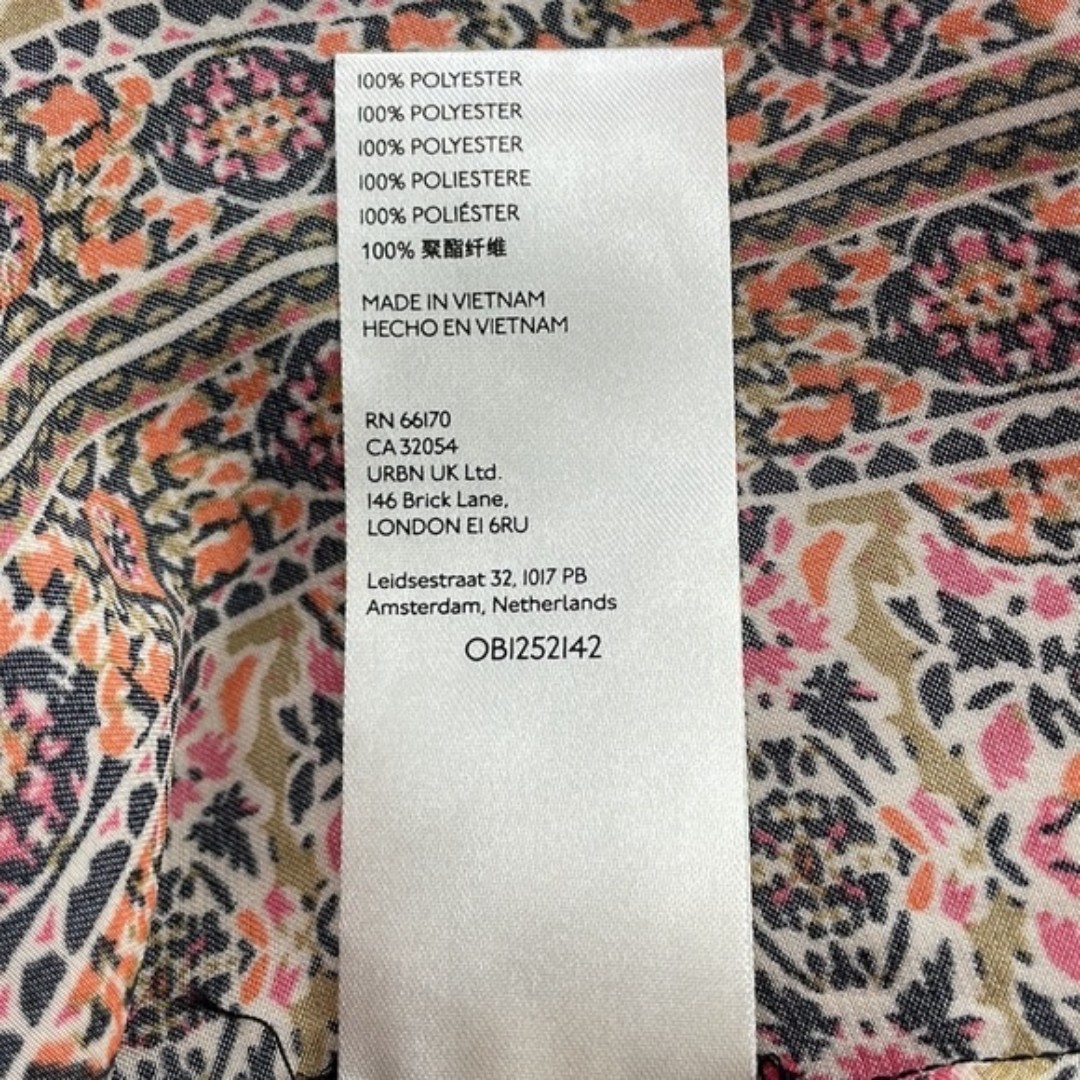 100% POLYESTER
100% POLYESTER
100% POLYESTER
100% POLIESTERE
100% POLIÉSTER
100% 聚酯纤维
MADE IN VIETNAM
HECHO EN VIETNAM
RN 66170
CA 32054
URBN UK Ltd.
146 Brick Lane,
LONDON E1 6RU
Leidsestraat 32, 1017 PB
Amsterdam, Netherlands
OB1252142